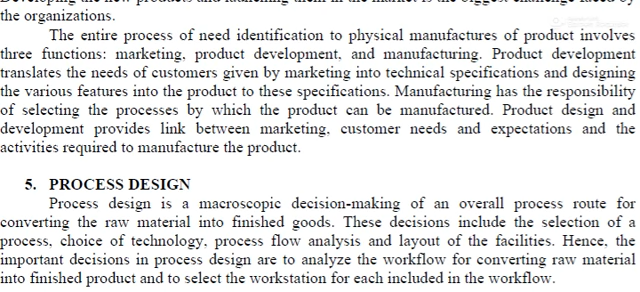 the organizations.
The entire process of need identification to physical manufactures of product involves
three functions: marketing, product development, and manufacturing. Product development
translates the needs of customers given by marketing into technical specifications and designing
the various features into the product to these specifications. Manufacturing has the responsibility
of selecting the processes by which the product can be manufactured. Product design and
development provides link between marketing, customer needs and expectations and the
activities required to manufacture the product.
5. PROCESS DESIGN
Process design is a macroscopic decision-making of an overall process route for
converting the raw material into finished goods. These decisions include the selection of a
process, choice of technology, process flow analysis and layout of the facilities. Hence, the
important decisions in process design are to analyze the workflow for converting raw material
into finished product and to select the workstation for each included in the workflow.